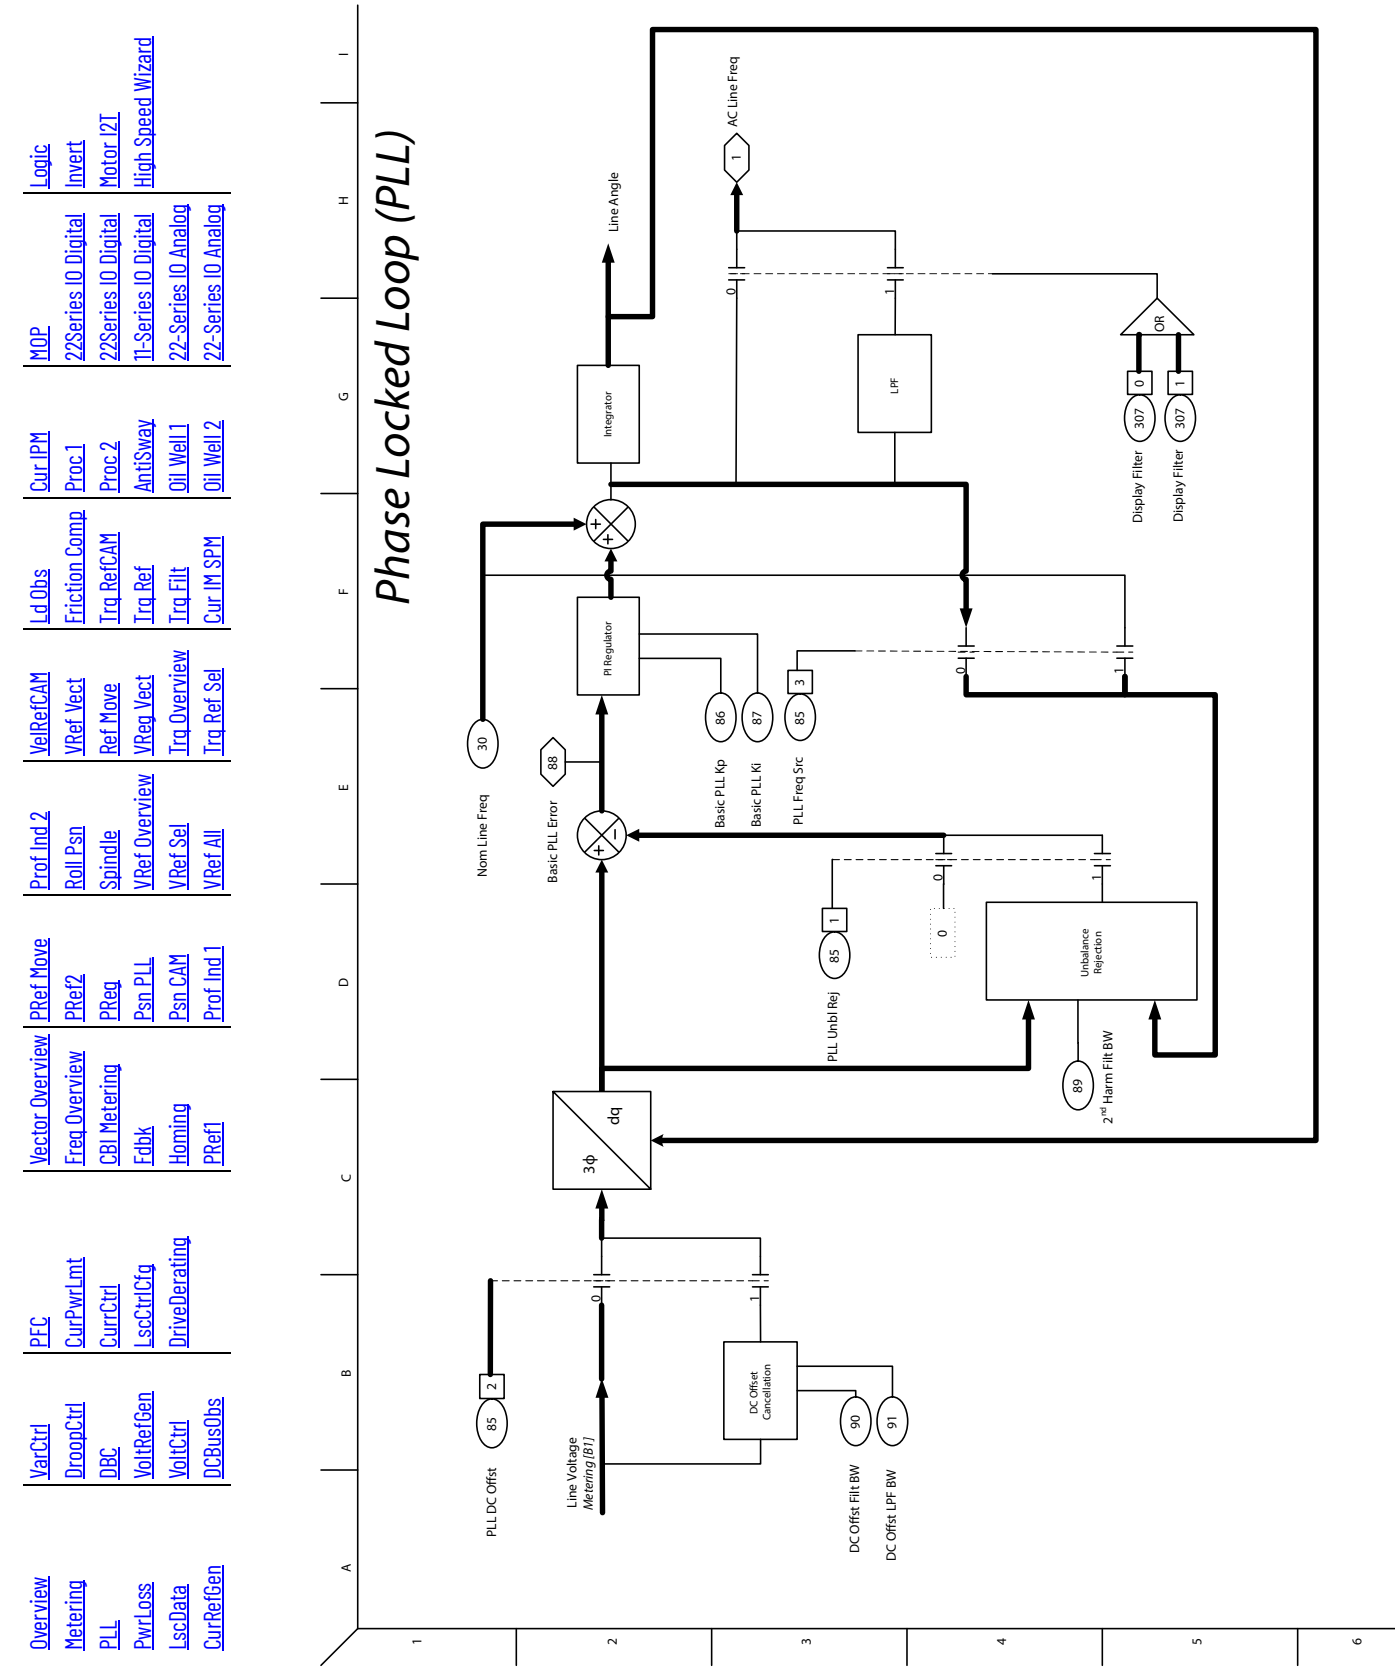 Overview
Metering
PLL
PwrLoss
LscData
CurRefGen
VarCtrl
DroopCtrl
DBC
VoltRefGen
VoltCtrl
DCBusObs
PFC
CurPwrLmt
CurrCtrl
LscCtrlCfg
DriveDerating
Vector Overview
Freq Overview
CBI Metering
Fdbk
Homing
PRef1
PRef Move
PRef2
PReg
Psn PLL
Psn CAM
Prof Ind 1
Prof Ind 2
Roll Psn
Spindle
VRef Overview
VRef Sel
VRef All
VelRefCAM
VRef Vect
Ref Move
VReg Vect
Trq Overview
Trq Ref Sel
Ld Obs
Friction Comp
Trq RefCAM
Trq Ref
Trq Filt
Cur IM SPM
Cur IPM
Proc 1
Proc 2
AntiSway
Oil Well 1
Oil Well 2
MOP
22Series IO Digital
22Series IO Digital
11-Series IO Digital
22-Series IO Analog
22-Series IO Analog
Logic
Invert
Motor I2T
High Speed Wizard
A
B
C
D
E
F
G
H
I
1
2
3
4
5
6
Phase Locked Loop (PLL)
PLL DC Offst
85
2
Line Voltage
Metering [B1]
0
1
DC Offset
Cancellation
DC Offst Filt BW
90
DC Offst LPF BW
91
3ϕ
dq
Nom Line Freq
30
Basic PLL Error
88
+
−
PI Regulator
Basic PLL Kp
86
Basic PLL Ki
87
PLL Freq Src
85
3
0
1
+
+
Integrator
Line Angle
PLL Unbl Rej
85
1
0
0
1
Unbalance
Rejection
89
2nd Harm Filt BW
LPF
0
1
1
AC Line Freq
Display Filter
307
0
Display Filter
307
1
OR